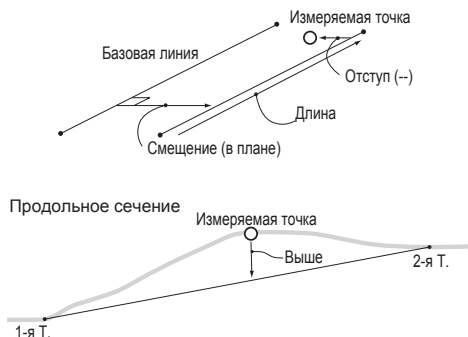 Измеряемая точка
Базовая линия
Отступ (--)
Длина
Смещение (в плане)
Продольное сечение
Измеряемая точка
Выше
2-я Т.
1-я Т.